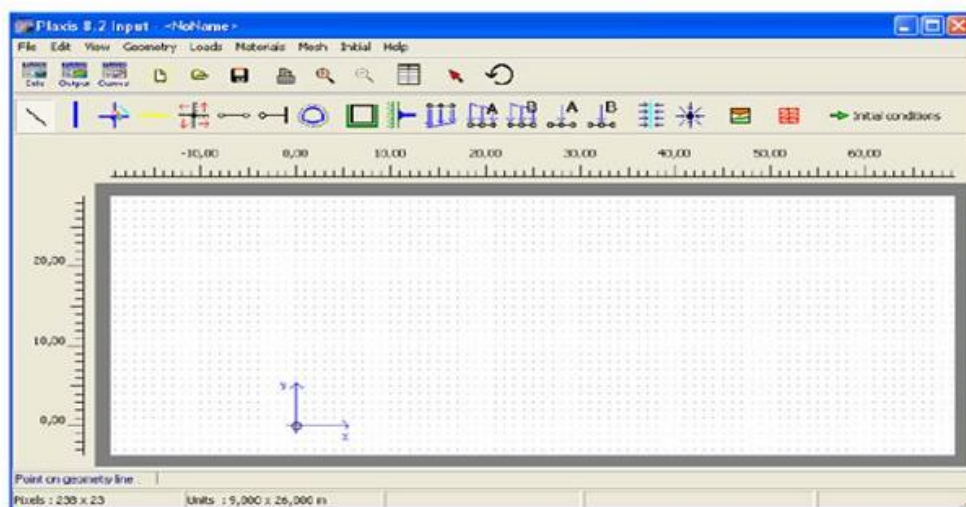 Plaxis 8.2 Input - <NoName>
File Edit View Geometry Loads Materials Mesh Initial Help
Calc Output Curves
A B A B Initial conditions
-10,00 0,00 10,00 20,00 30,00 40,00 50,00 60,00
20,00
10,00
y
0,00
x
Point on geometry line
Pixels : 238 x 23 Units : 9,000 x 26,000 m